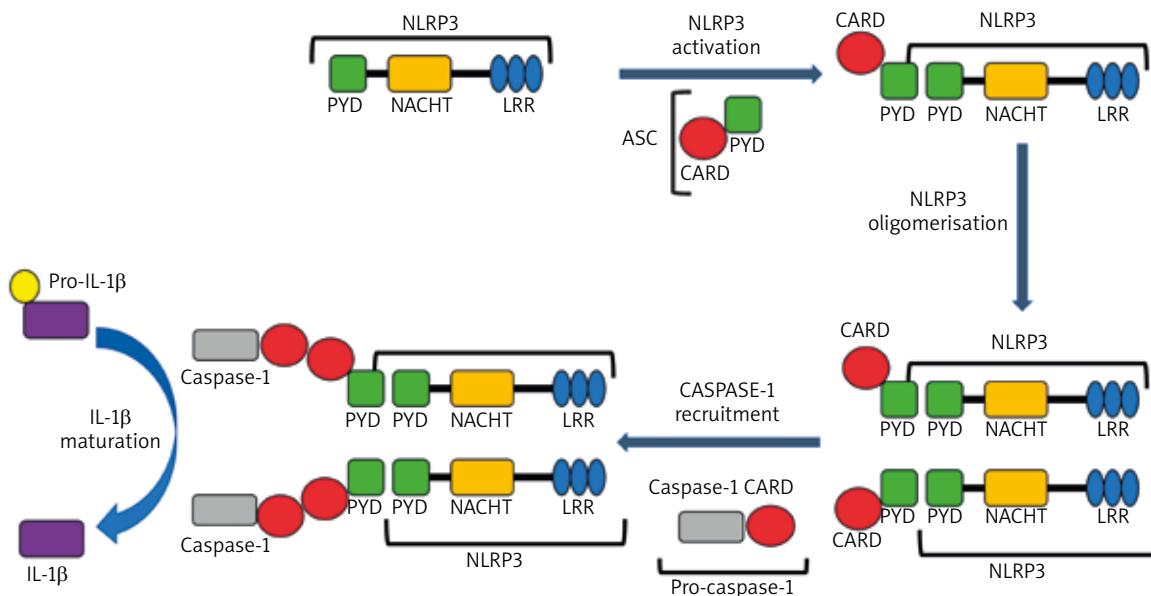 NLRP3
PYD
NACHT
LRR
NLRP3
activation
ASC
PYD
CARD
CARD
NLRP3
PYD
PYD
NACHT
LRR
NLRP3
oligomerisation
CARD
NLRP3
PYD
PYD
NACHT
LRR
PYD
PYD
NACHT
LRR
CARD
NLRP3
CASPASE-1
recruitment
Caspase-1 CARD
Pro-caspase-1
Caspase-1
PYD
PYD
NACHT
LRR
PYD
PYD
NACHT
LRR
Caspase-1
NLRP3
Pro-IL-1β
IL-1β
maturation
IL-1β